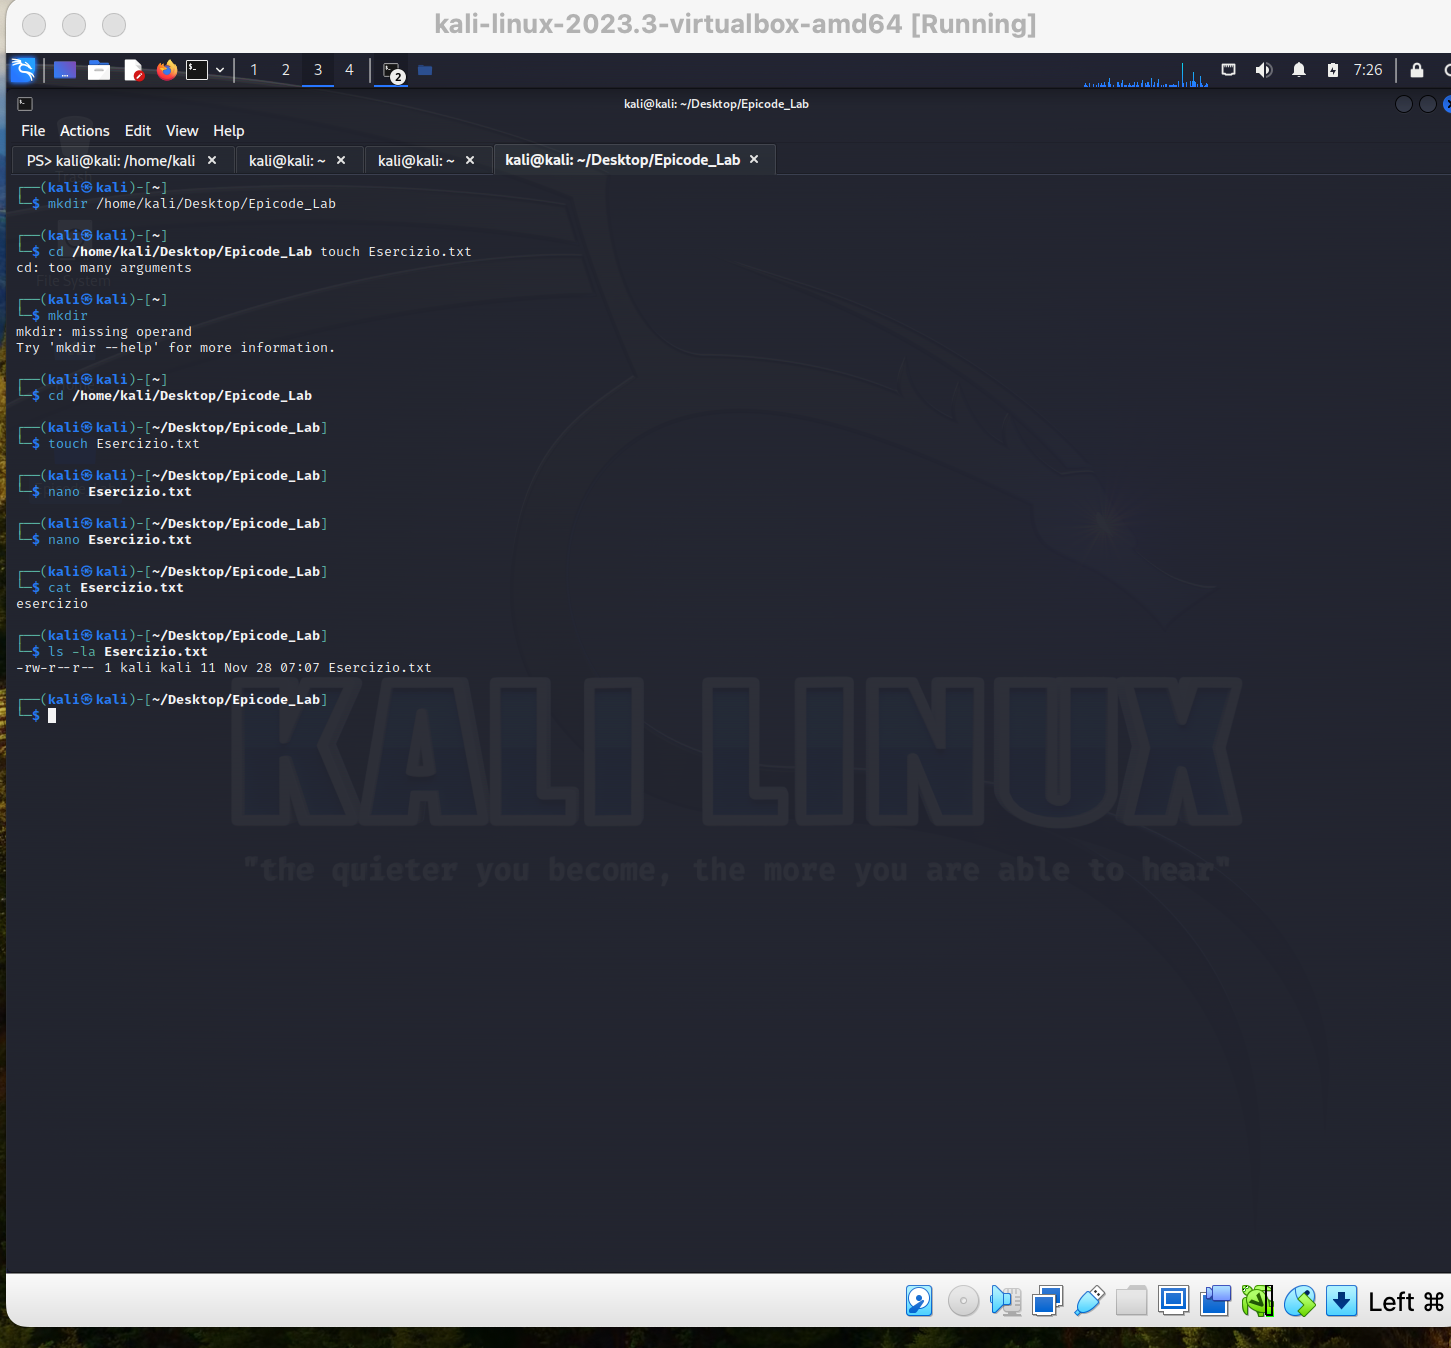 kali-linux-2023.3-virtualbox-amd64 [Running]
1 2 3 4 2 7:26
kali@kali: ~/Desktop/Epicode_Lab
File Actions Edit View Help
PS> kali@kali: /home/kali × kali@kali: ~ × kali@kali: ~ × kali@kali: ~/Desktop/Epicode_Lab ×
┌──(kali㉿kali)-[~]
└─$ mkdir /home/kali/Desktop/Epicode_Lab
┌──(kali㉿kali)-[~]
└─$ cd /home/kali/Desktop/Epicode_Lab touch Esercizio.txt
cd: too many arguments
File System
┌──(kali㉿kali)-[~]
└─$ mkdir
mkdir: missing operand
Try 'mkdir --help' for more information.
┌──(kali㉿kali)-[~]
└─$ cd /home/kali/Desktop/Epicode_Lab
┌──(kali㉿kali)-[~/Desktop/Epicode_Lab]
└─$ touch Esercizio.txt
┌──(kali㉿kali)-[~/Desktop/Epicode_Lab]
└─$ nano Esercizio.txt
┌──(kali㉿kali)-[~/Desktop/Epicode_Lab]
└─$ nano Esercizio.txt
┌──(kali㉿kali)-[~/Desktop/Epicode_Lab]
└─$ cat Esercizio.txt
esercizio
┌──(kali㉿kali)-[~/Desktop/Epicode_Lab]
└─$ ls -la Esercizio.txt
-rw-r--r-- 1 kali kali 11 Nov 28 07:07 Esercizio.txt
┌──(kali㉿kali)-[~/Desktop/Epicode_Lab]
└─$
KALI LINUX
"the quieter you become, the more you are able to hear"
Left ⌘